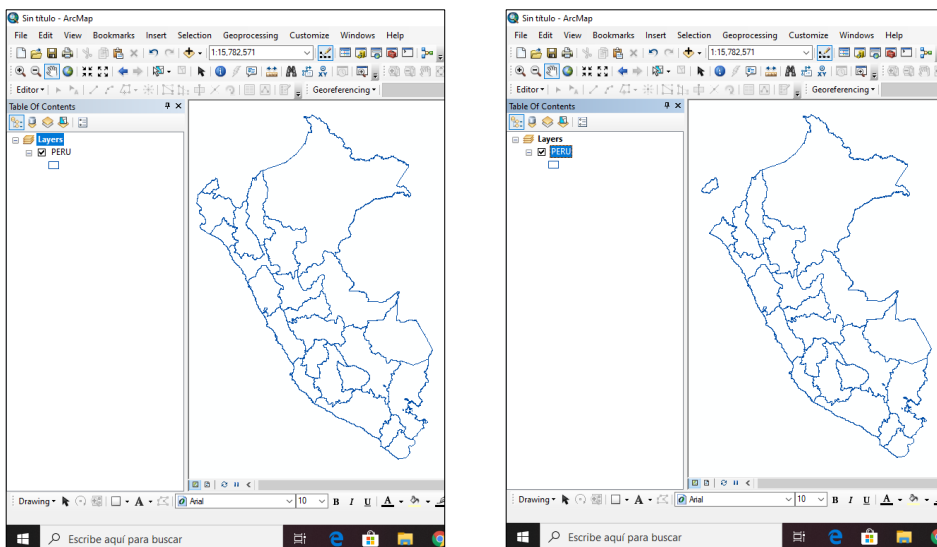 Sin título - ArcMap
File Edit View Bookmarks Insert Selection Geoprocessing Customize Windows Help
1:15,782,571
Editor
Georeferencing
Table Of Contents
Layers
PERU
Drawing
Arial
10
B I U A
Escribe aquí para buscar
Sin título - ArcMap
File Edit View Bookmarks Insert Selection Geoprocessing Customize Windows Help
1:15,782,571
Editor
Georeferencing
Table Of Contents
Layers
PERU
Drawing
Arial
10
B I U A
Escribe aquí para buscar